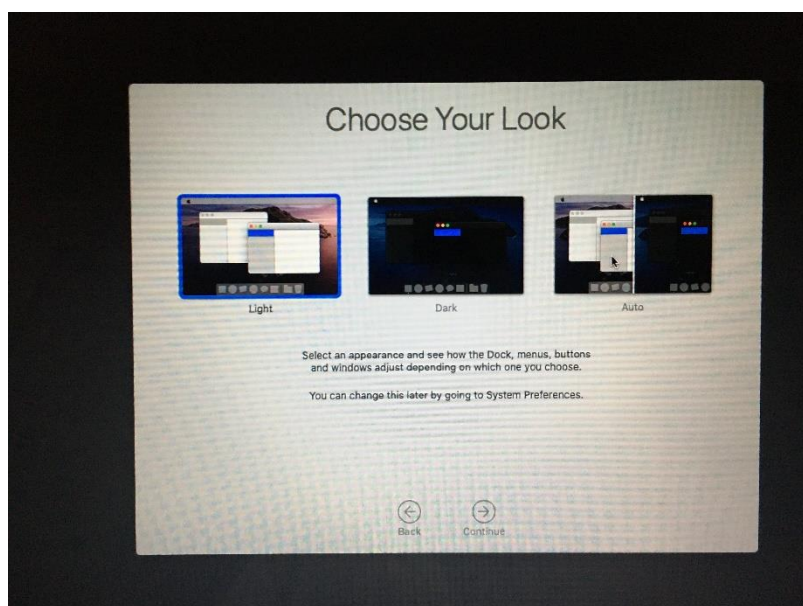 Choose Your Look
Light
Dark
Auto
Select an appearance and see how the Dock, menus, buttons
and windows adjust depending on which one you choose.
You can change this later by going to System Preferences.
Back
Continue